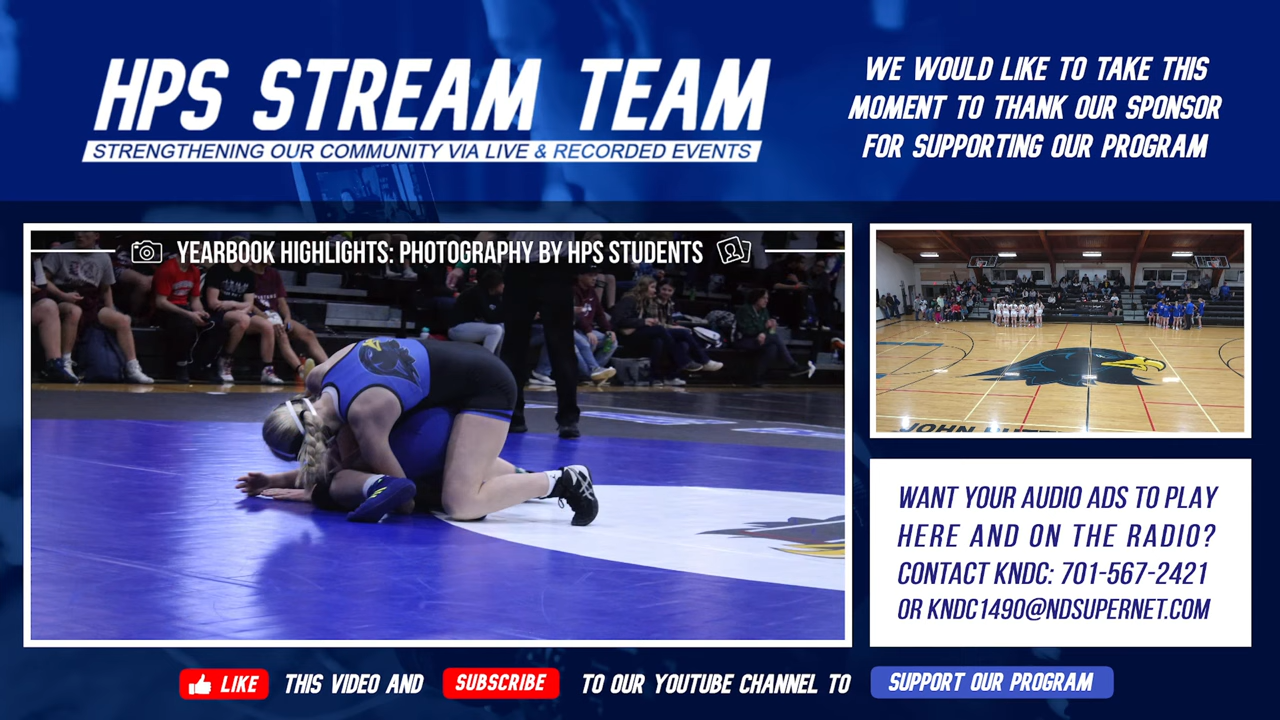 HPS STREAM TEAM
STRENGTHENING OUR COMMUNITY VIA LIVE & RECORDED EVENTS
WE WOULD LIKE TO TAKE THIS
MOMENT TO THANK OUR SPONSOR
FOR SUPPORTING OUR PROGRAM
YEARBOOK HIGHLIGHTS: PHOTOGRAPHY BY HPS STUDENTS
JOHN
WANT YOUR AUDIO ADS TO PLAY
HERE AND ON THE RADIO?
CONTACT KNDC: 701-567-2421
OR KNDC1490@NDSUPERNET.COM
LIKE THIS VIDEO AND SUBSCRIBE TO OUR YOUTUBE CHANNEL TO SUPPORT OUR PROGRAM